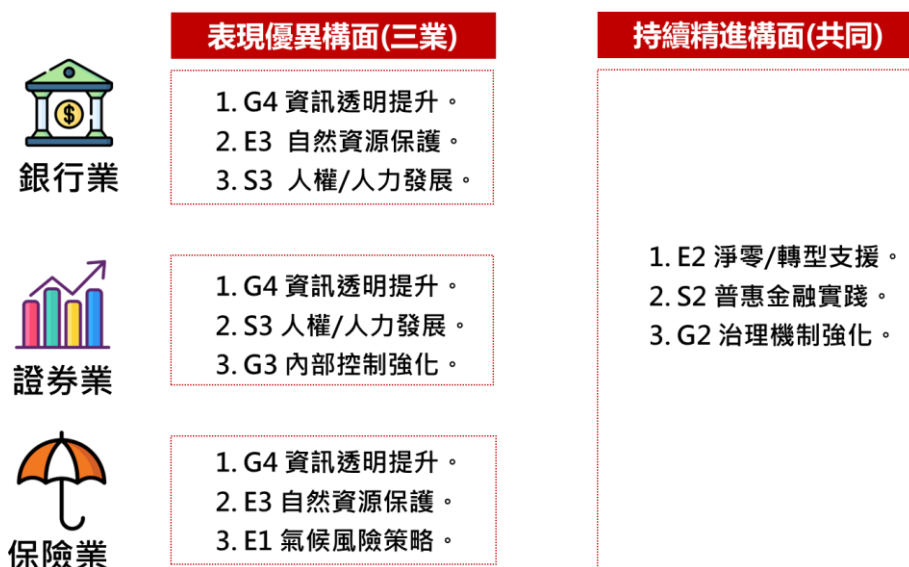 表現優異構面(三業)
持續精進構面(共同)
$
銀行業
1. G4 資訊透明提升。
2. E3 自然資源保護。
3. S3 人權/人力發展。
證券業
1. G4 資訊透明提升。
2. S3 人權/人力發展。
3. G3 內部控制強化。
保險業
1. G4 資訊透明提升。
2. E3 自然資源保護。
3. E1 氣候風險策略。
1. E2 淨零/轉型支援。
2. S2 普惠金融實踐。
3. G2 治理機制強化。